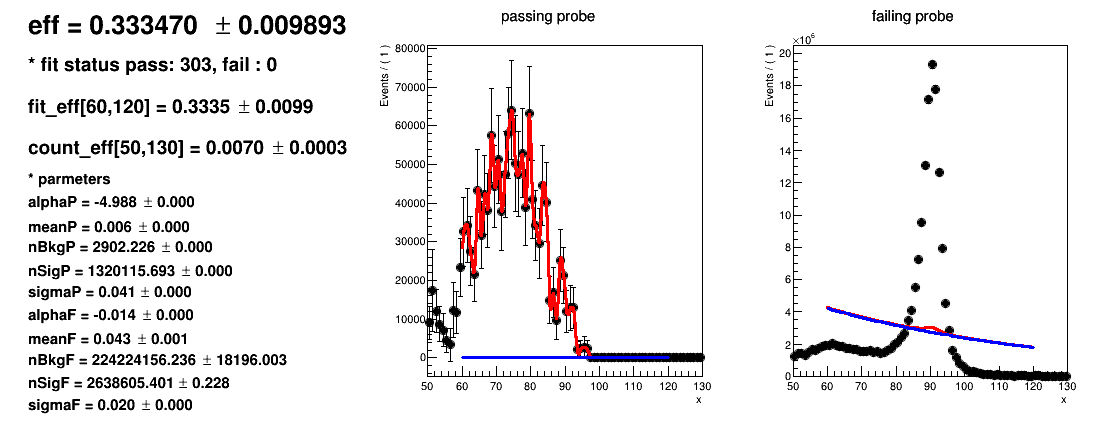 eff = 0.333470 ± 0.009893
* fit status pass: 303, fail : 0
fit_eff[60,120] = 0.3335 ± 0.0099
count_eff[50,130] = 0.0070 ± 0.0003
* parmeters
alphaP = -4.988 ± 0.000
meanP = 0.006 ± 0.000
nBkgP = 2902.226 ± 0.000
nSigP = 1320115.693 ± 0.000
sigmaP = 0.041 ± 0.000
alphaF = -0.014 ± 0.000
meanF = 0.043 ± 0.001
nBkgF = 224224156.236 ± 18196.003
nSigF = 2638605.401 ± 0.228
sigmaF = 0.020 ± 0.000
passing probe
Events / ( 1 )
80000
70000
60000
50000
40000
30000
20000
10000
0
50 60 70 80 90 100 110 120 130
x
failing probe
×10⁶
Events / ( 1 )
20
18
16
14
12
10
8
6
4
2
0
50 60 70 80 90 100 110 120 130
x